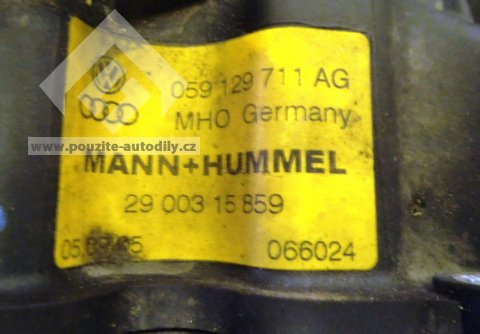 059 129 711 AG
MHO Germany
www.pouzite-autodily.cz
MANN+HUMMEL
29 003 15 859
066024